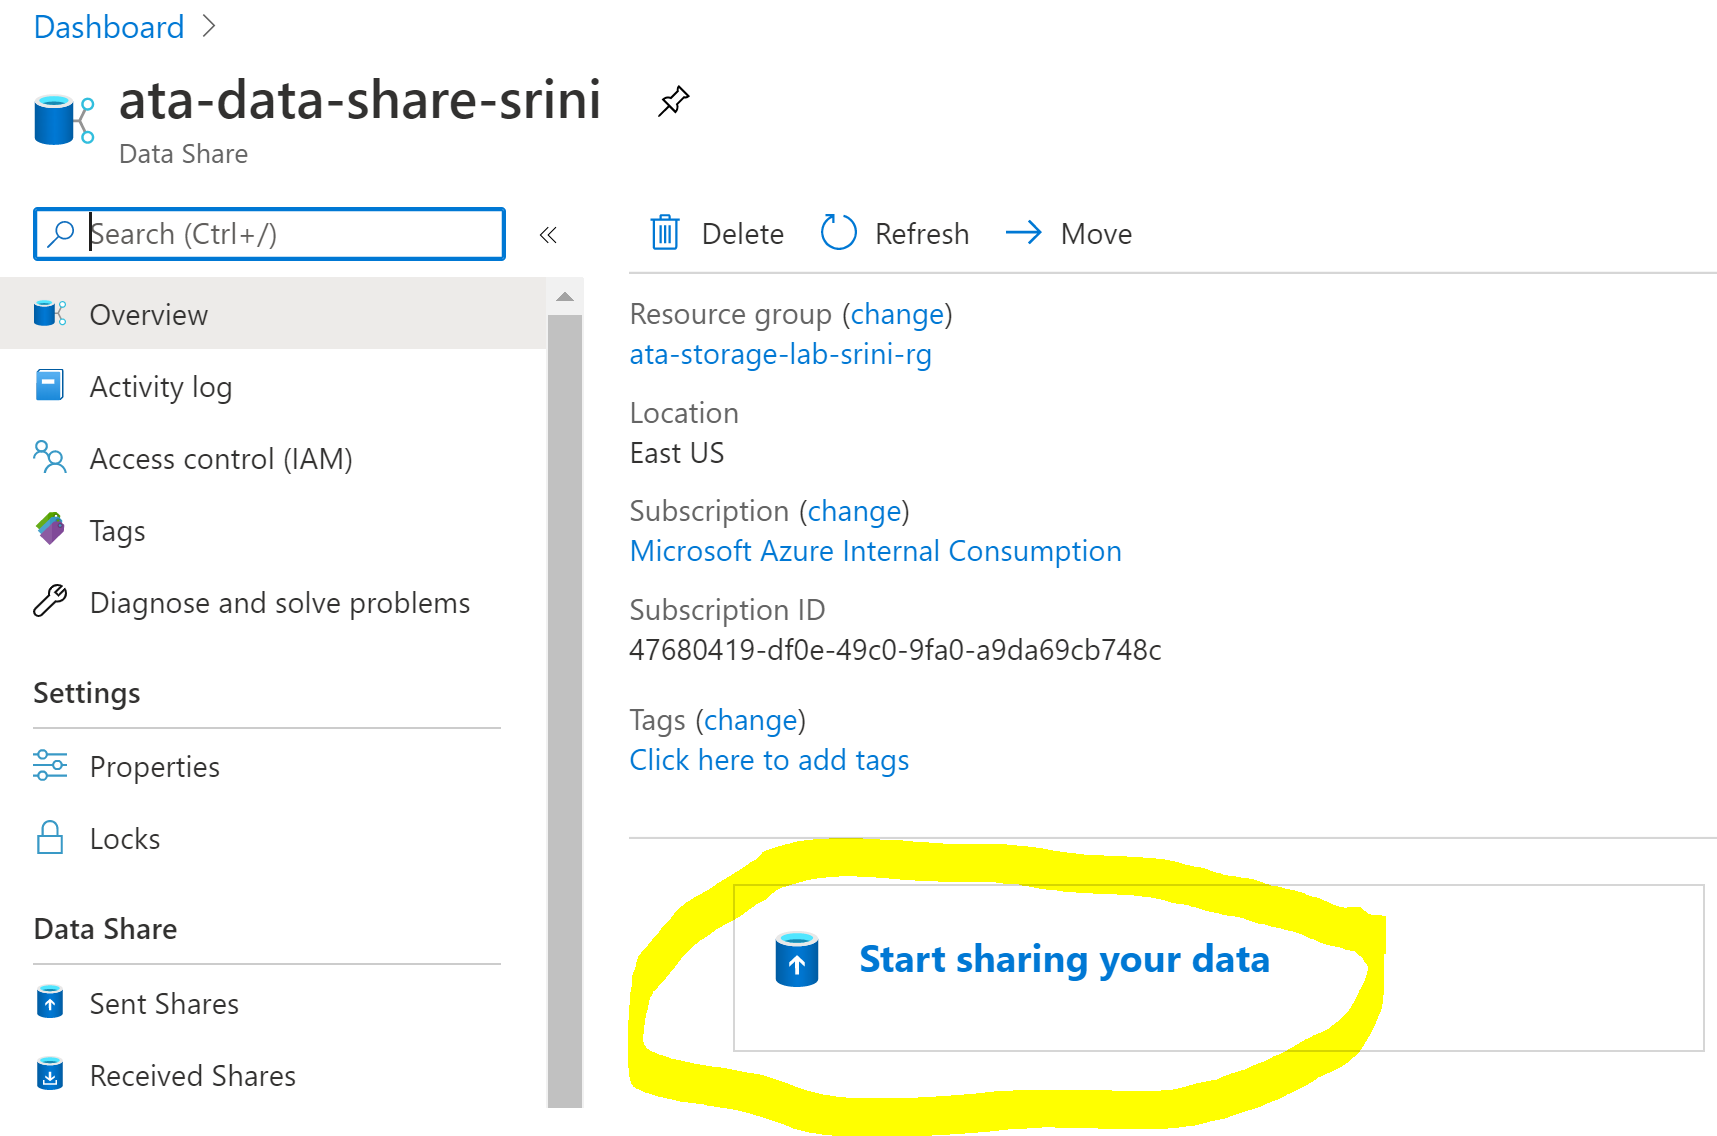 Dashboard
ata-data-share-srini
Data Share
Search (Ctrl+/)
«
Overview
Activity log
Access control (IAM)
Tags
Diagnose and solve problems
Settings
Properties
Locks
Data Share
Sent Shares
Received Shares
Delete Refresh Move
Resource group (change)
ata-storage-lab-srini-rg
Location
East US
Subscription (change)
Microsoft Azure Internal Consumption
Subscription ID
47680419-df0e-49c0-9fa0-a9da69cb748c
Tags (change)
Click here to add tags
Start sharing your data